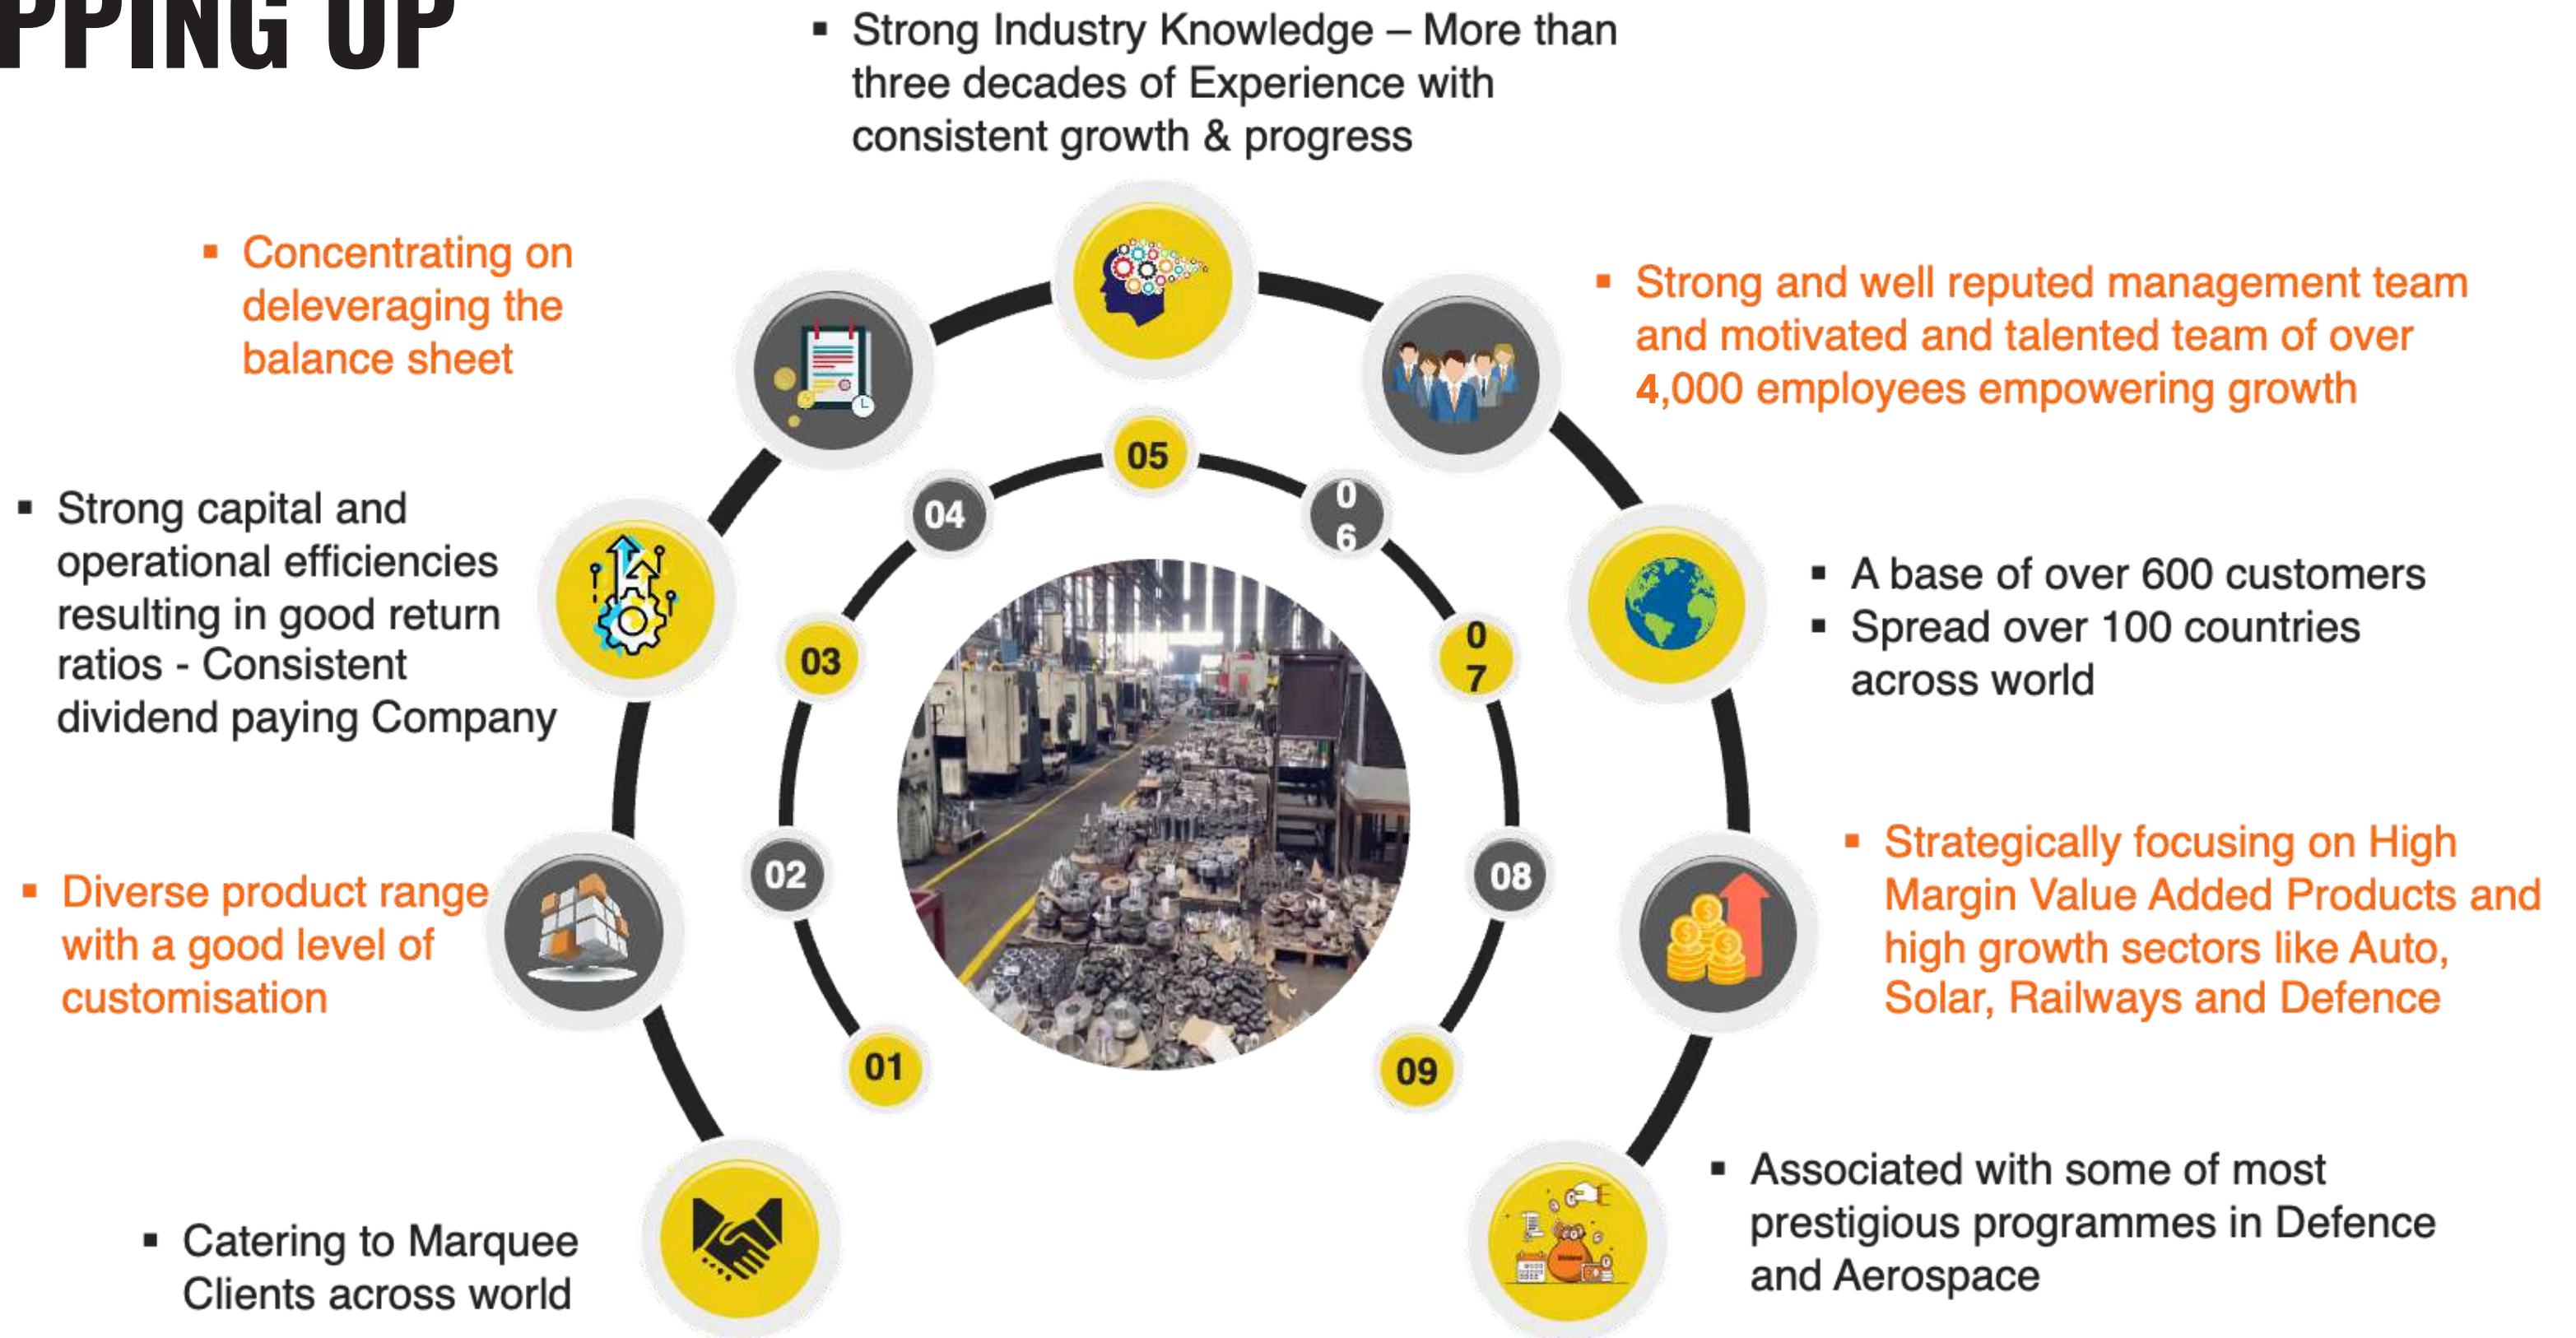 PPING UP
▪ Strong Industry Knowledge – More than
three decades of Experience with
consistent growth & progress
▪ Concentrating on
deleveraging the
balance sheet
▪ Strong and well reputed management team
and motivated and talented team of over
4,000 employees empowering growth
▪ Strong capital and
operational efficiencies
resulting in good return
ratios - Consistent
dividend paying Company
▪ A base of over 600 customers
▪ Spread over 100 countries
across world
▪ Diverse product range
with a good level of
customisation
▪ Strategically focusing on High
Margin Value Added Products and
high growth sectors like Auto,
Solar, Railways and Defence
▪ Catering to Marquee
Clients across world
▪ Associated with some of most
prestigious programmes in Defence
and Aerospace
01
02
03
04
05
0
6
0
7
08
09
Dividend